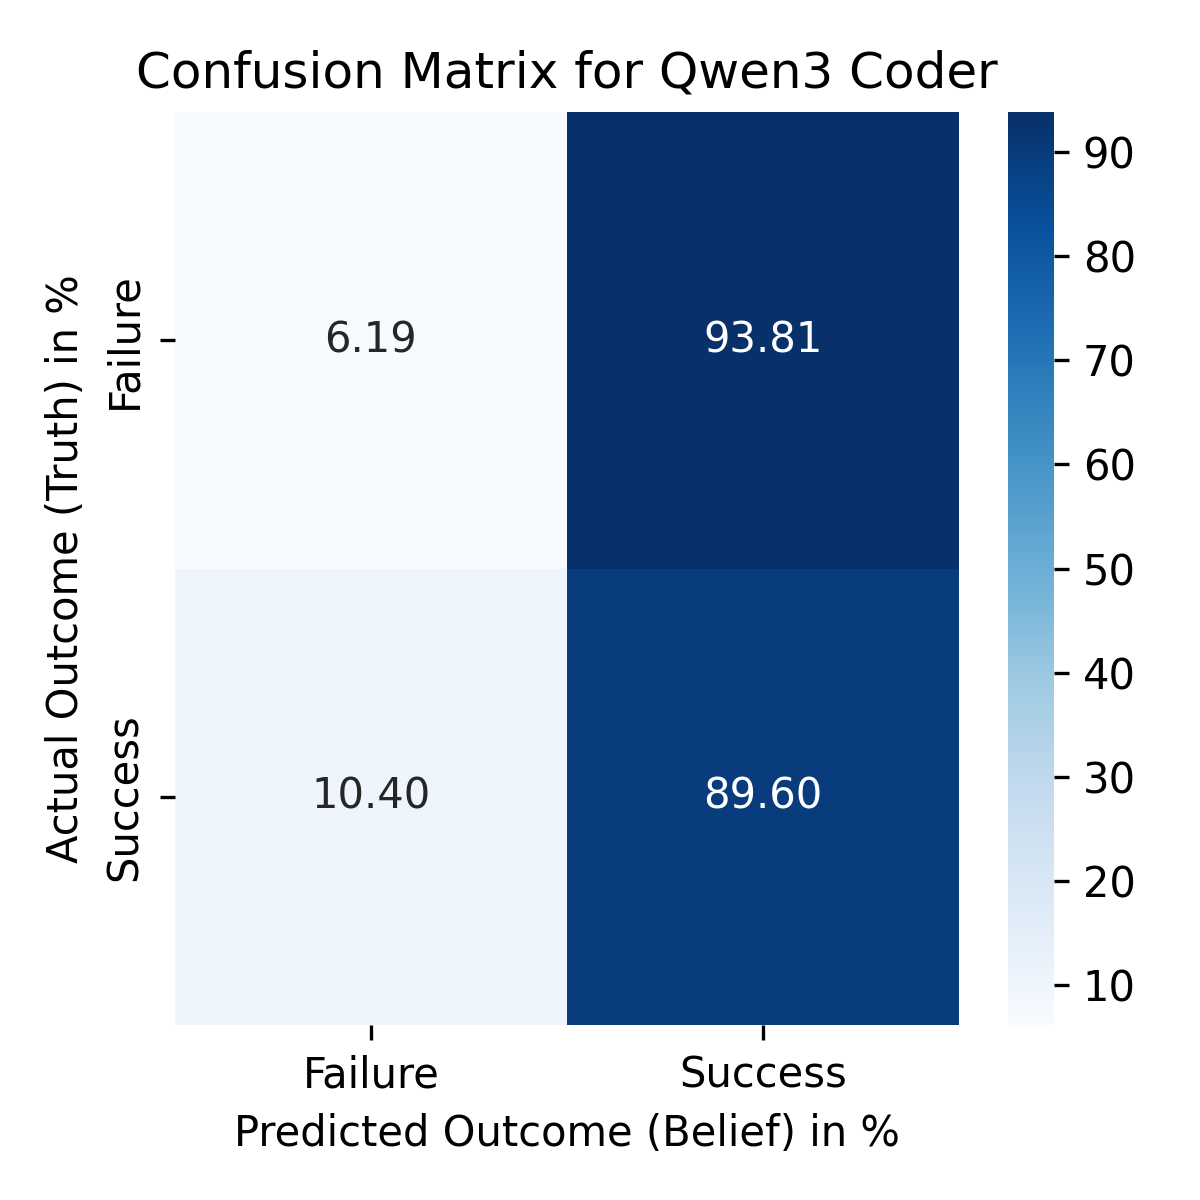 Confusion Matrix for Qwen3 Coder
Actual Outcome (Truth) in %
Failure
Success
6.19
93.81
10.40
89.60
Failure
Success
Predicted Outcome (Belief) in %
90
80
70
60
50
40
30
20
10